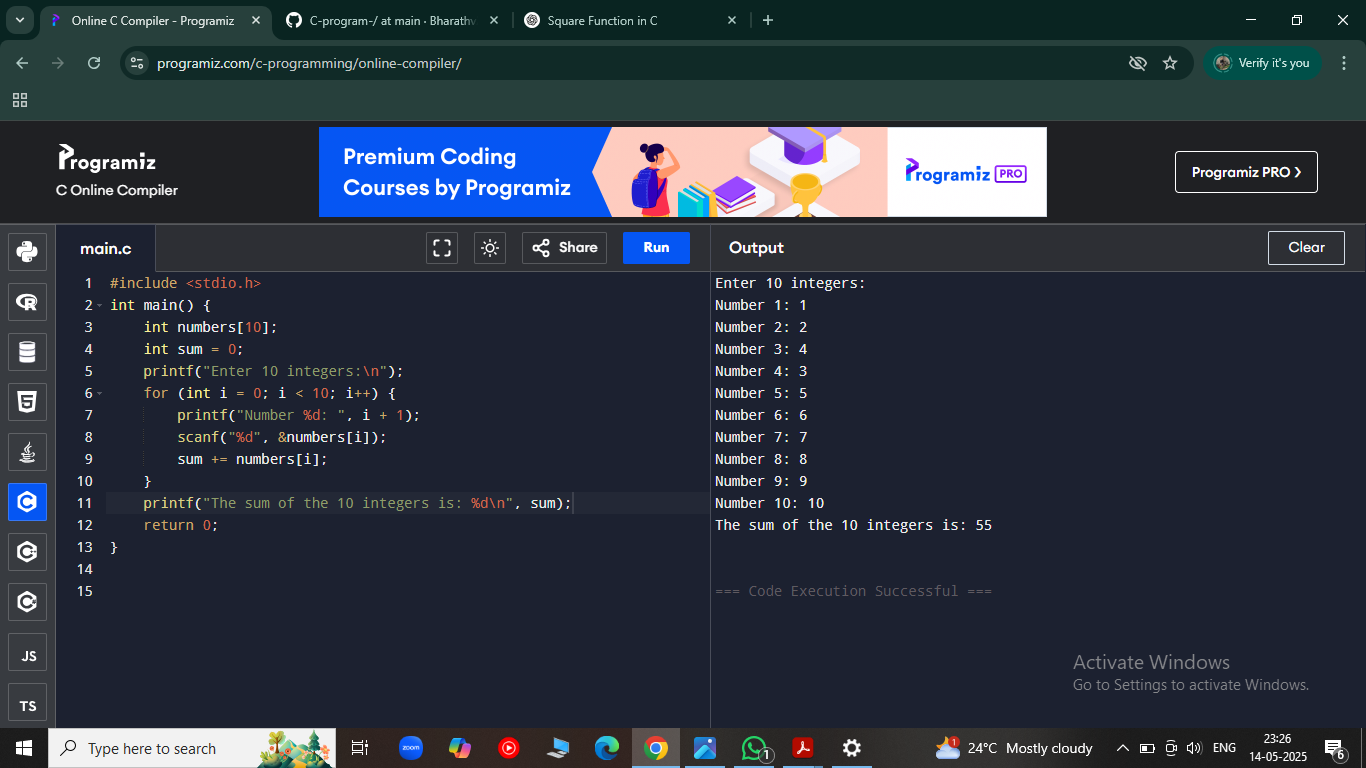 Online C Compiler - Programiz
C-program-/ at main · Bharathv
Square Function in C
programiz.com/c-programming/online-compiler/
Verify it's you
Programiz
C Online Compiler
Premium Coding
Courses by Programiz
Programiz PRO
Programiz PRO ❯
main.c
Share
Run
Output
Clear
1 #include <stdio.h>
2 int main() {
3     int numbers[10];
4     int sum = 0;
5     printf("Enter 10 integers:\n");
6     for (int i = 0; i < 10; i++) {
7         printf("Number %d: ", i + 1);
8         scanf("%d", &numbers[i]);
9         sum += numbers[i];
10     }
11     printf("The sum of the 10 integers is: %d\n", sum);
12     return 0;
13 }
14
15
Enter 10 integers:
Number 1: 1
Number 2: 2
Number 3: 4
Number 4: 3
Number 5: 5
Number 6: 6
Number 7: 7
Number 8: 8
Number 9: 9
Number 10: 10
The sum of the 10 integers is: 55
=== Code Execution Successful ===
R
5
C
C
C
JS
TS
Activate Windows
Go to Settings to activate Windows.
Type here to search
zoom
1
1
24°C Mostly cloudy
ENG
23:26
14-05-2025
6